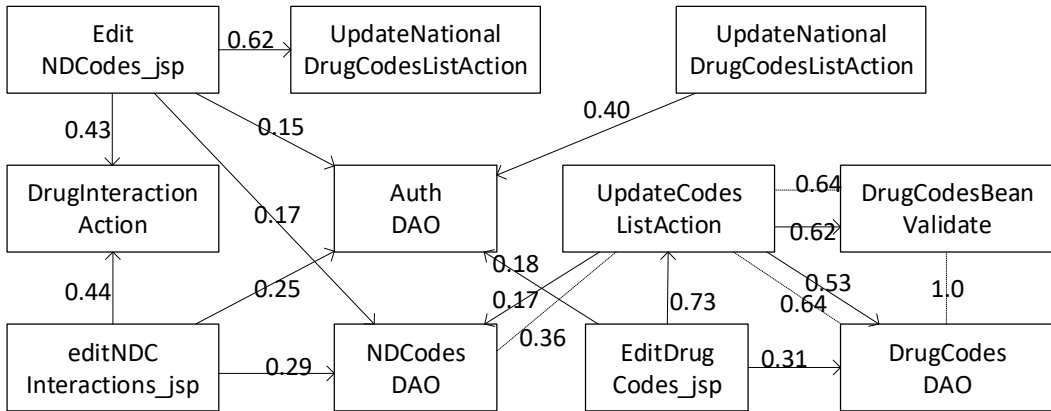 Edit
NDCodes_jsp
0.62
UpdateNational
DrugCodesListAction
UpdateNational
DrugCodesListAction
0.43
0.15
0.40
DrugInteraction
Action
0.17
Auth
DAO
UpdateCodes
ListAction
0.64
0.62
DrugCodesBean
Validate
0.44
0.25
0.18
0.17
0.36
0.73
0.53
0.64
1.0
editNDC
Interactions_jsp
0.29
NDCodes
DAO
EditDrug
Codes_jsp
0.31
DrugCodes
DAO